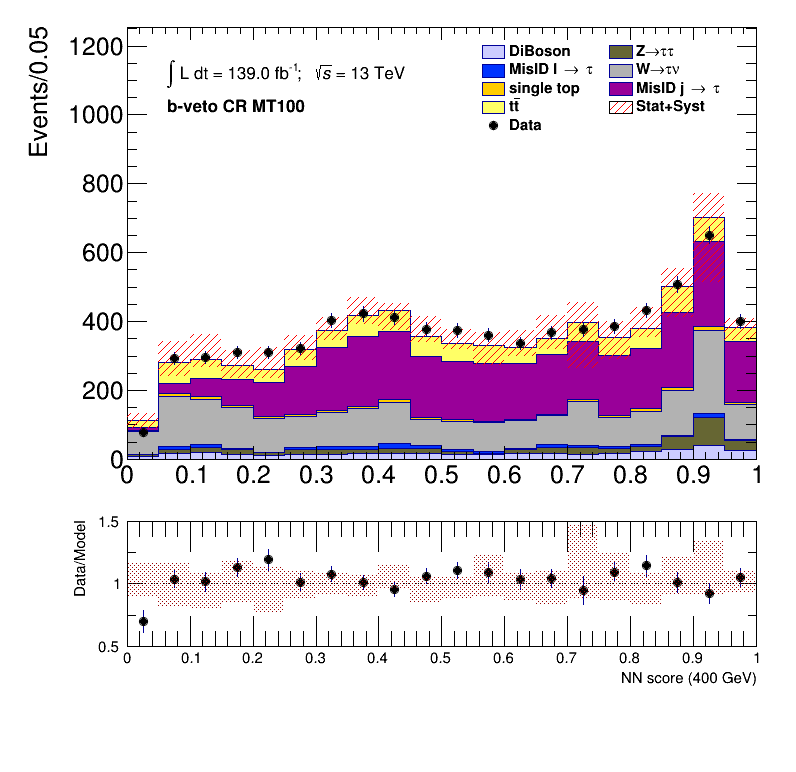 Events/0.05
1200
1000
800
600
400
200
0
∫ L dt = 139.0 fb⁻¹; √s = 13 TeV
b-veto CR MT100
DiBoson
MisID l → τ
single top
tt̄
Data
Z→ττ
W→τν
MisID j → τ
Stat+Syst
0 0.1 0.2 0.3 0.4 0.5 0.6 0.7 0.8 0.9 1
Data/Model
1.5
1
0.5
0 0.1 0.2 0.3 0.4 0.5 0.6 0.7 0.8 0.9 1
NN score (400 GeV)